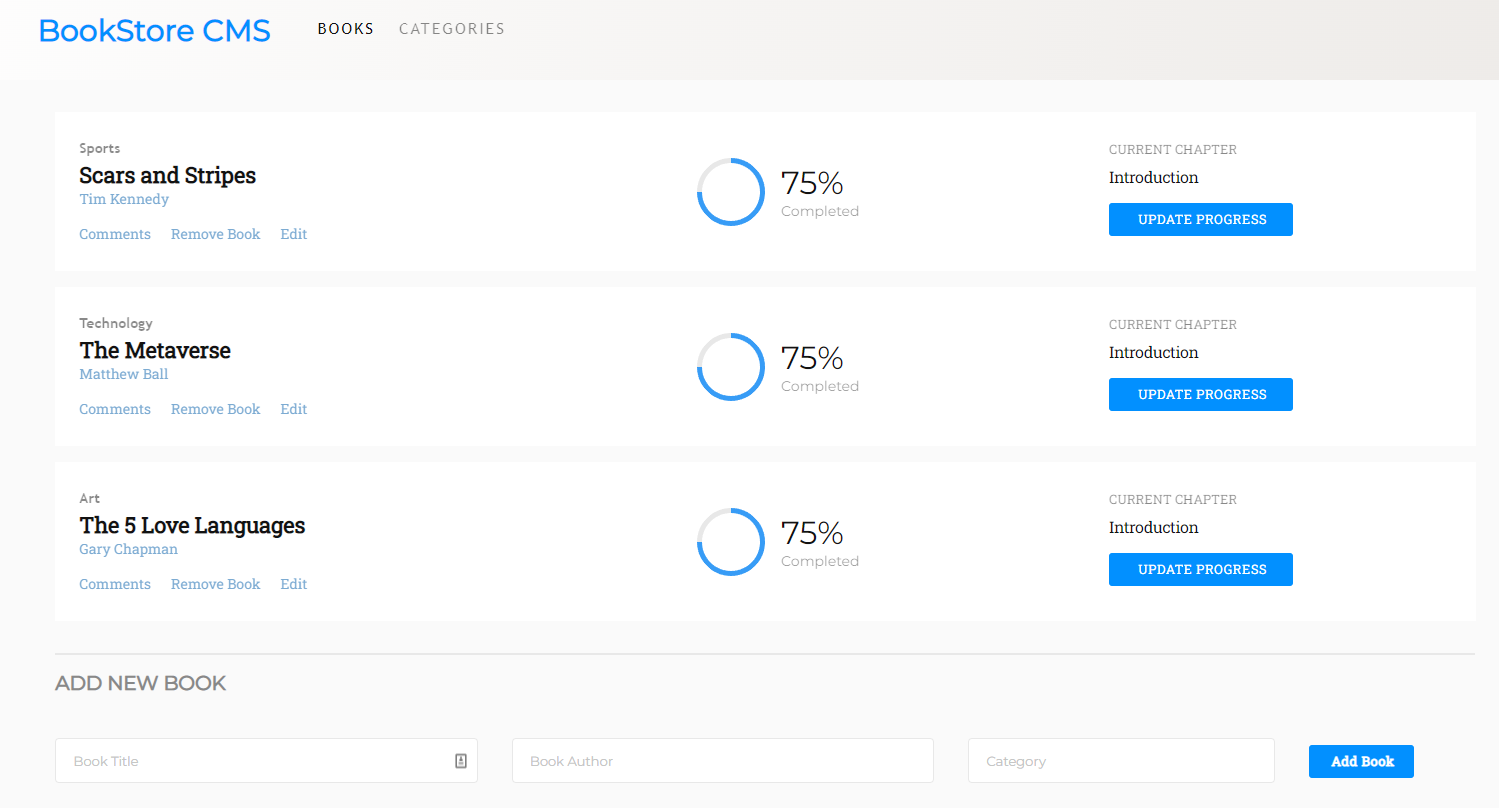 BookStore CMS BOOKS CATEGORIES
Sports
Scars and Stripes
Tim Kennedy
Comments Remove Book Edit
75%
Completed
CURRENT CHAPTER
Introduction
UPDATE PROGRESS
Technology
The Metaverse
Matthew Ball
Comments Remove Book Edit
75%
Completed
CURRENT CHAPTER
Introduction
UPDATE PROGRESS
Art
The 5 Love Languages
Gary Chapman
Comments Remove Book Edit
75%
Completed
CURRENT CHAPTER
Introduction
UPDATE PROGRESS
ADD NEW BOOK
Book Title Book Author Category Add Book